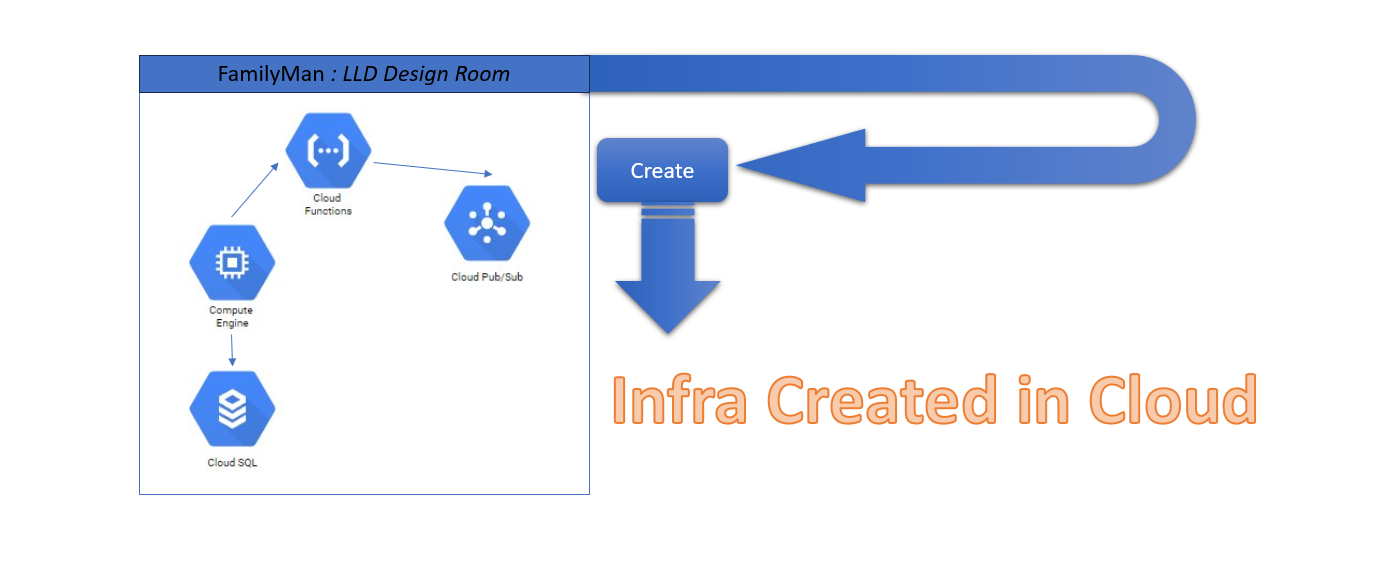 FamilyMan : LLD Design Room
Cloud
Functions
Cloud Pub/Sub
Compute
Engine
Cloud SQL
Create
Infra Created in Cloud